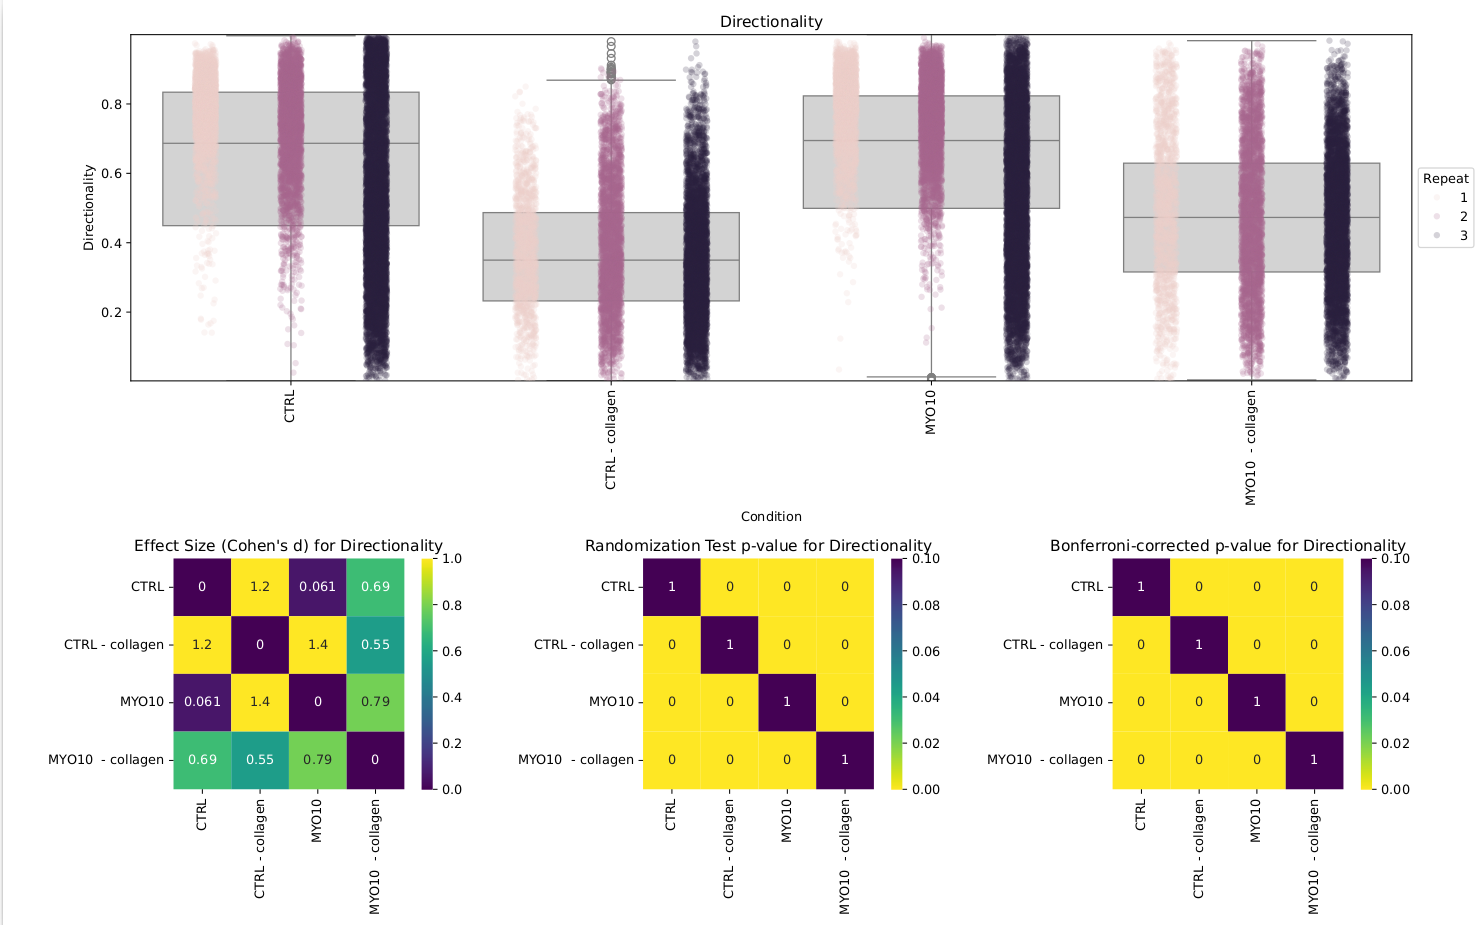 Directionality
Directionality
0.8
0.6
0.4
0.2
CTRL
CTRL - collagen
MYO10
MYO10  - collagen
Condition
Repeat
1
2
3
Effect Size (Cohen's d) for Directionality
CTRL 0 1.2 0.061 0.69
CTRL - collagen 1.2 0 1.4 0.55
MYO10 0.061 1.4 0 0.79
MYO10  - collagen 0.69 0.55 0.79 0
CTRL
CTRL - collagen
MYO10
MYO10  - collagen
1.0
0.8
0.6
0.4
0.2
0.0
Randomization Test p-value for Directionality
CTRL 1 0 0 0
CTRL - collagen 0 1 0 0
MYO10 0 0 1 0
MYO10  - collagen 0 0 0 1
CTRL
CTRL - collagen
MYO10
MYO10  - collagen
0.10
0.08
0.06
0.04
0.02
0.00
Bonferroni-corrected p-value for Directionality
CTRL 1 0 0 0
CTRL - collagen 0 1 0 0
MYO10 0 0 1 0
MYO10  - collagen 0 0 0 1
CTRL
CTRL - collagen
MYO10
MYO10  - collagen
0.10
0.08
0.06
0.04
0.02
0.00